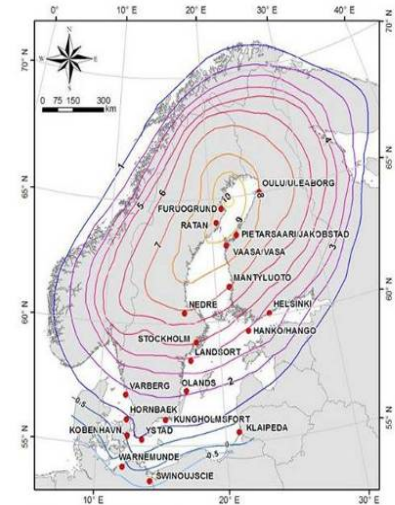 0° 10° E 20° E 30° E 40° E
70° N
70° N
N
E
S
0 75 150 300
km
1
4
65° N
OULU/ULEABORG
6
10
8
5
FURUOGRUND
9
65° N
RATAN
PIETARSAARI/JAKOBSTAD
3
7
VAASA/VASA
MANTYLUOTO
60° N
60° N
NEDRE
HELSINKI
STOCKHOLM
HANKO/HANGO
LANDSORT
2
VARBERG
OLANDS
-0.5
HORNBAEK
KUNGHOLMSFORT
55° N
KOBENHAVN
YSTAD
KLAIPEDA
55° N
0
WARNEMUNDE
-0.5
SWINOUJSCIE
10° E 20° E 30° E